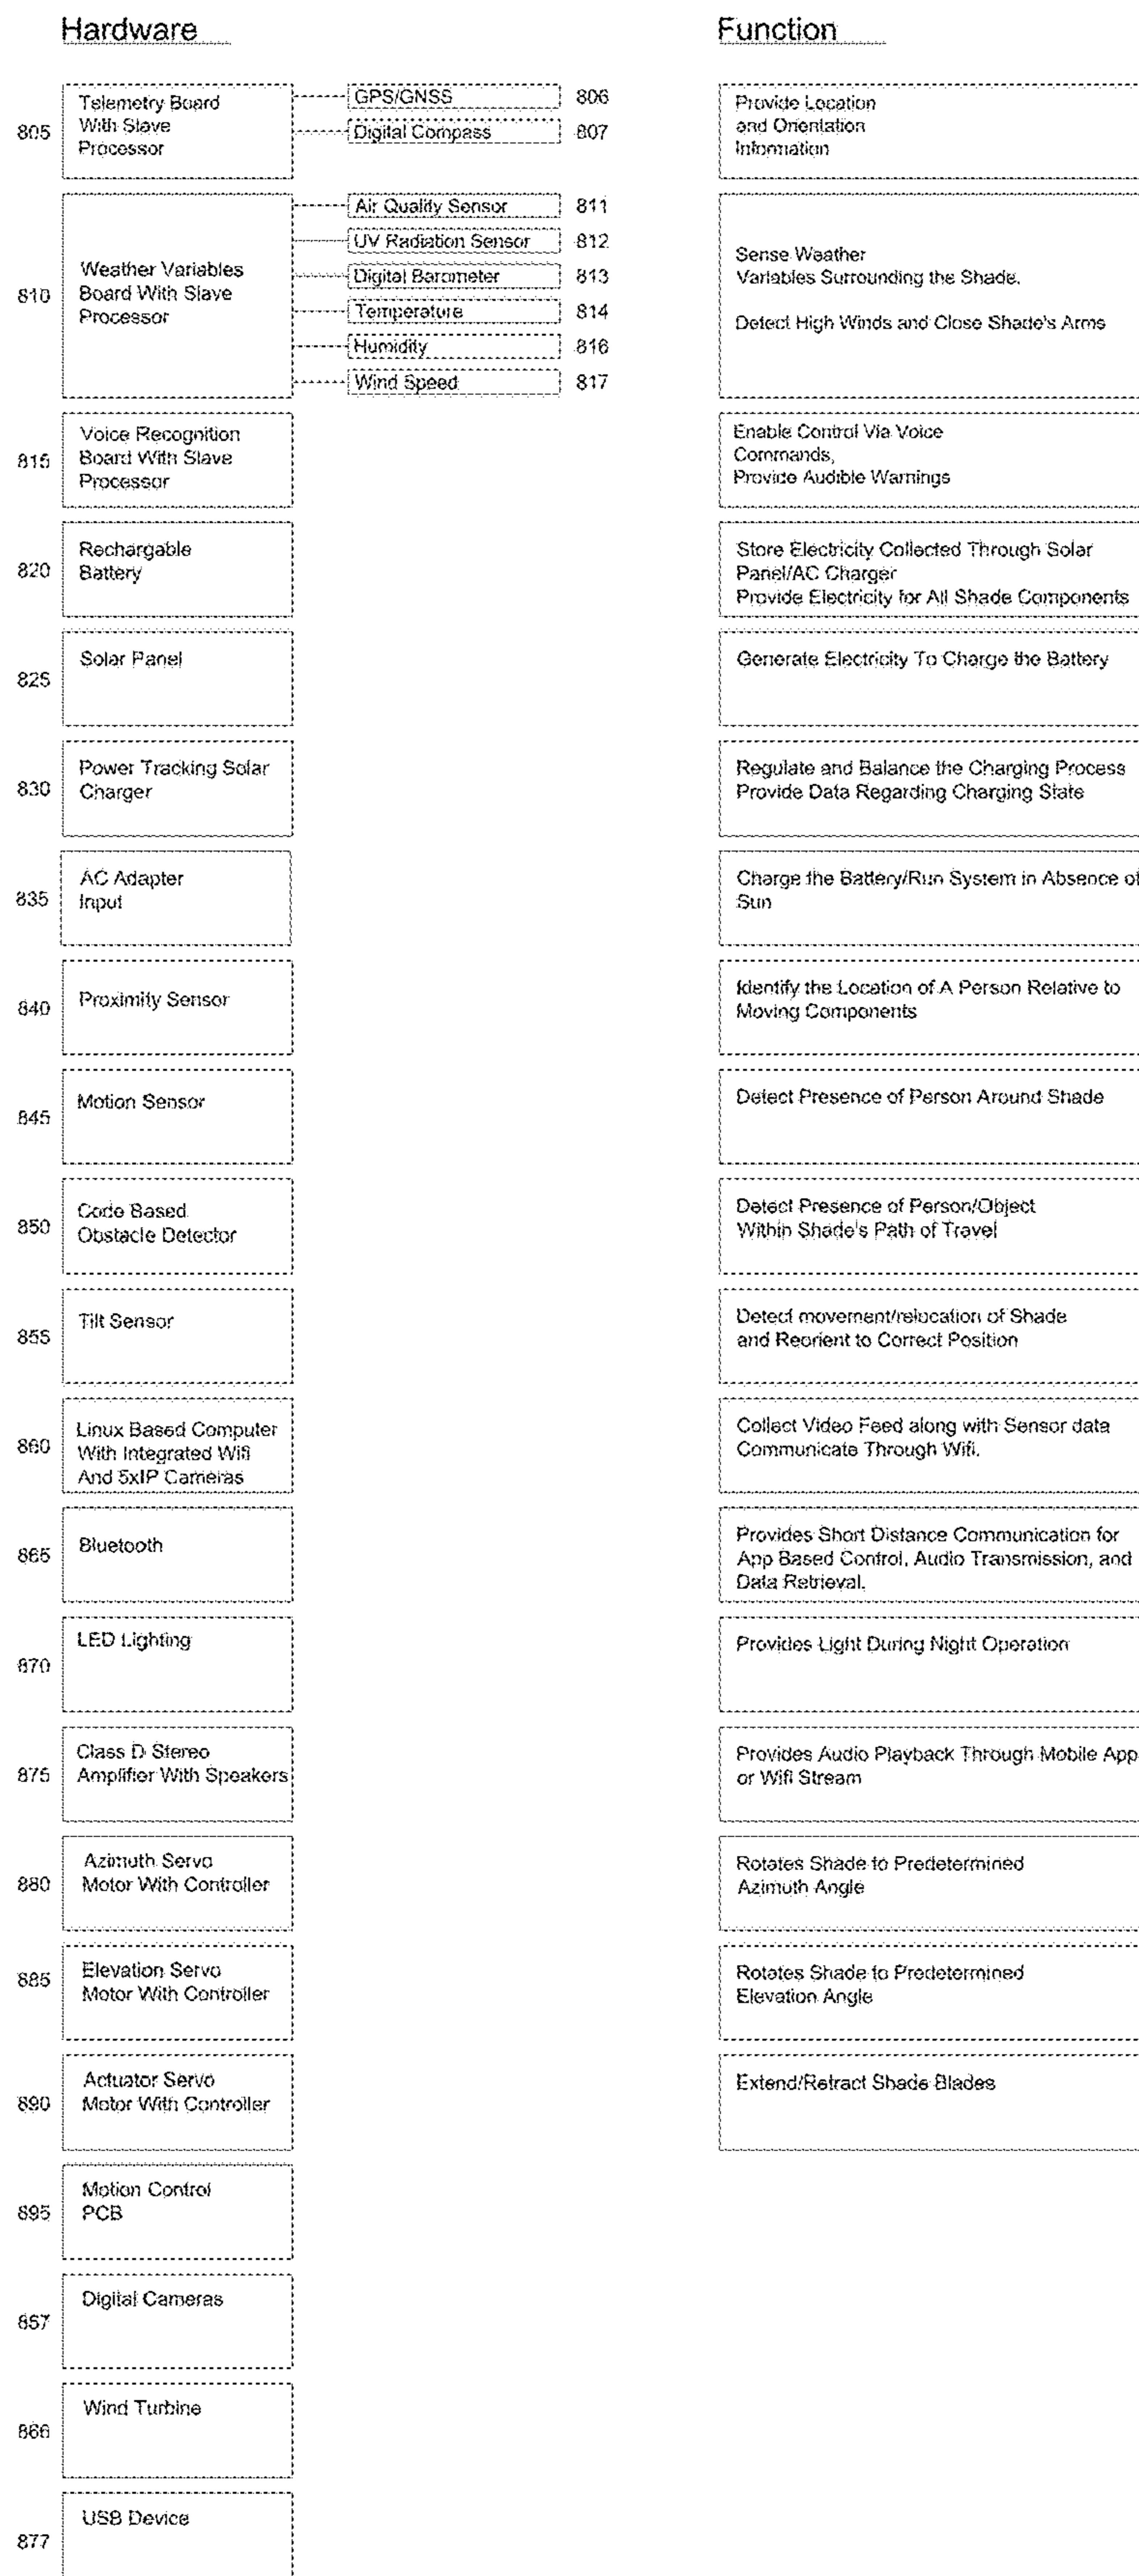 Hardware
Function
805
Telemetry Board
With Slave
Processor
GPS/GNSS
806
Digital Compass
807
Provide Location
and Orientation
Information
810
Weather Variables
Board With Slave
Processor
Air Quality Sensor
811
UV Radiation Sensor
812
Digital Barometer
813
Temperature
814
Humidity
816
Wind Speed
817
Sense Weather
Variables Surrounding the Shade.
Detect High Winds and Close Shade's Arms
815
Voice Recognition
Board With Slave
Processor
Enable Control Via Voice
Commands,
Provide Audible Warnings
820
Rechargable
Battery
Store Electricity Collected Through Solar
Panel/AC Charger
Provide Electricity for All Shade Components
825
Solar Panel
Generate Electricity To Charge the Battery
830
Power Tracking Solar
Charger
Regulate and Balance the Charging Process
Provide Data Regarding Charging State
835
AC Adapter
Input
Charge the Battery/Run System in Absence of
Sun
840
Proximity Sensor
Identify the Location of A Person Relative to
Moving Components
845
Motion Sensor
Detect Presence of Person Around Shade
850
Code Based
Obstacle Detector
Detect Presence of Person/Object
Within Shade's Path of Travel
855
Tilt Sensor
Detect movement/relocation of Shade
and Reorient to Correct Position
860
Linux Based Computer
With Integrated Wifi
And 5xIP Cameras
Collect Video Feed along with Sensor data
Communicate Through Wifi.
865
Bluetooth
Provides Short Distance Communication for
App Based Control, Audio Transmission, and
Data Retrieval.
870
LED Lighting
Provides Light During Night Operation
875
Class D Stereo
Amplifier With Speakers
Provides Audio Playback Through Mobile App
or Wifi Stream
880
Azimuth Servo
Motor With Controller
Rotates Shade to Predetermined
Azimuth Angle
885
Elevation Servo
Motor With Controller
Rotates Shade to Predetermined
Elevation Angle
890
Actuator Servo
Motor With Controller
Extend/Retract Shade Blades
895
Motion Control
PCB
857
Digital Cameras
866
Wind Turbine
877
USB Device